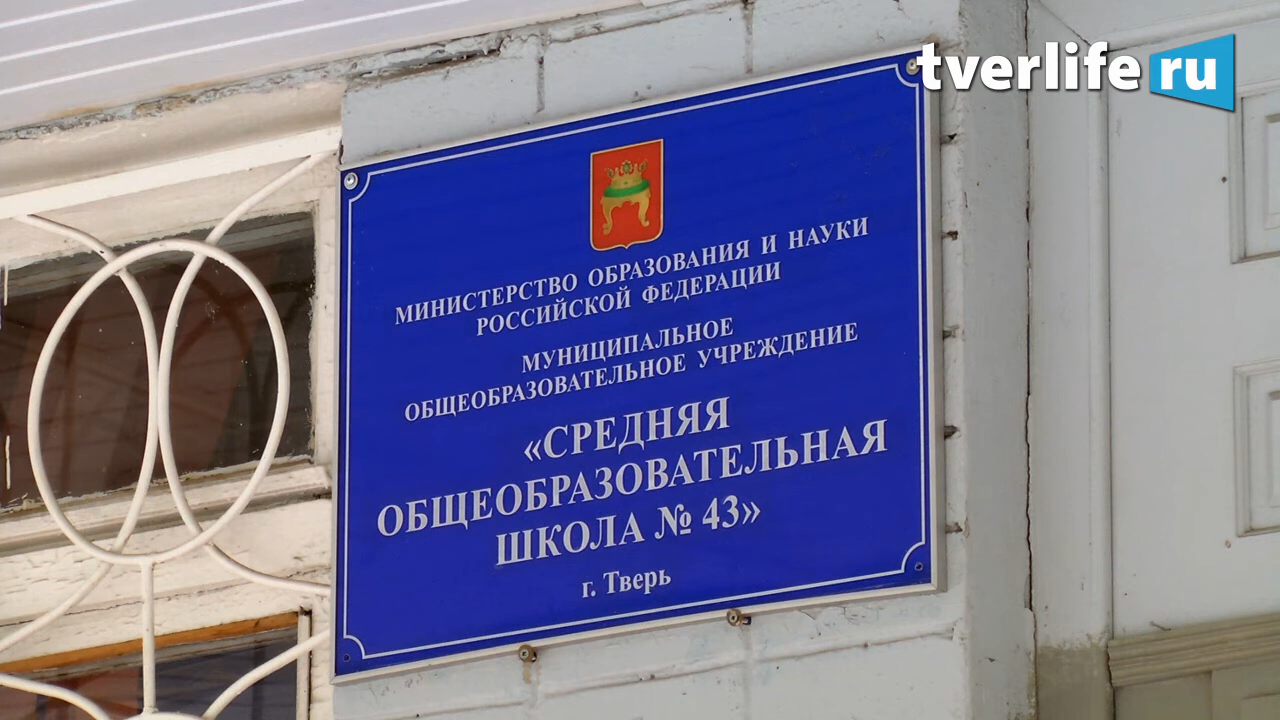 tverlife ru
МИНИСТЕРСТВО ОБРАЗОВАНИЯ И НАУКИ
РОССИЙСКОЙ ФЕДЕРАЦИИ
МУНИЦИПАЛЬНОЕ
ОБЩЕОБРАЗОВАТЕЛЬНОЕ УЧРЕЖДЕНИЕ
«СРЕДНЯЯ
ОБЩЕОБРАЗОВАТЕЛЬНАЯ
ШКОЛА № 43»
г. Тверь